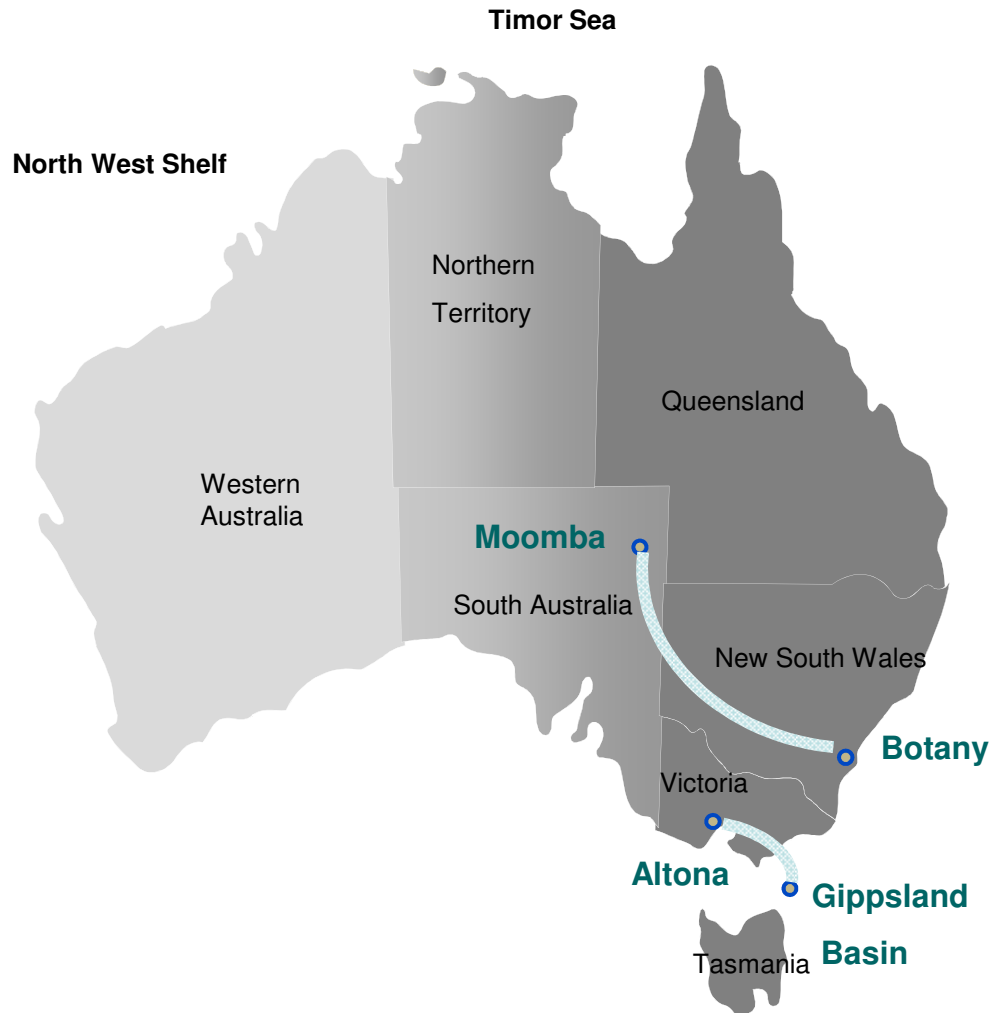 Timor Sea
North West Shelf
Northern
Territory
Queensland
Western
Australia
Moomba
South Australia
New South Wales
Botany
Victoria
Altona
Gippsland
Basin
Tasmania